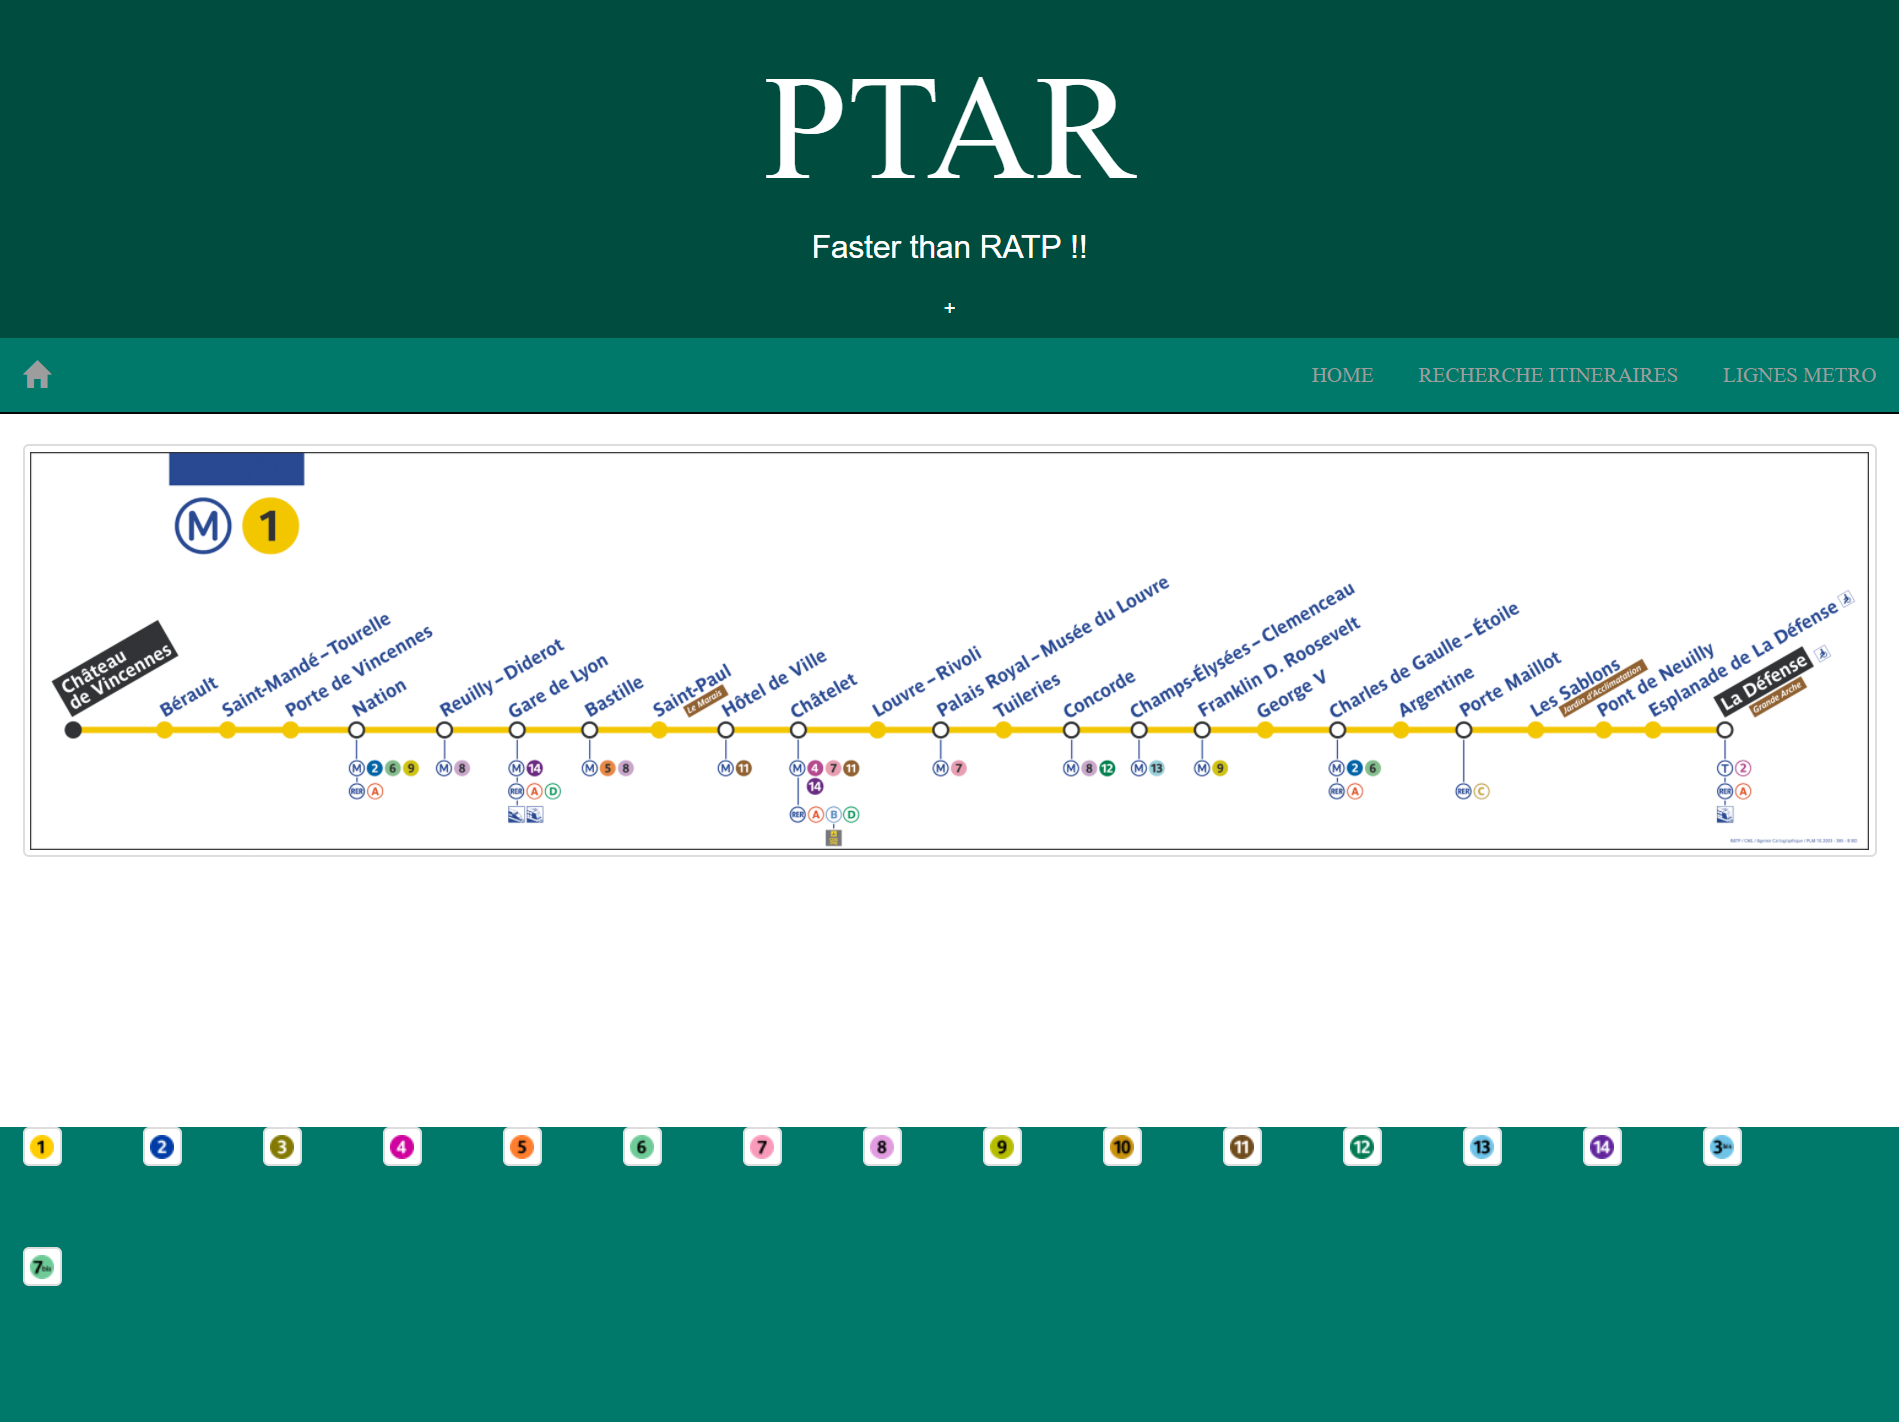 PTAR
Faster than RATP !!
+
HOME RECHERCHE ITINERAIRES LIGNES METRO
M 1
Château
de Vincennes
Bérault
Saint-Mandé – Tourelle
Porte de Vincennes
Nation
Reuilly – Diderot
Gare de Lyon
Bastille
Saint-Paul
Le Marais
Hôtel de Ville
Châtelet
Louvre – Rivoli
Palais Royal – Musée du Louvre
Tuileries
Concorde
Champs-Élysées – Clemenceau
Franklin D. Roosevelt
George V
Charles de Gaulle – Étoile
Argentine
Porte Maillot
Les Sablons
Jardin d'Acclimatation
Pont de Neuilly
Esplanade de La Défense
La Défense
Grande Arche
M 2 6 9
RER A
M 8
M 14
RER A D
M 5 8
M 11
M 4 7 11
14
RER A B D
M 7
M 8 12
M 13
M 9
M 2 6
RER A
RER C
T 2
RER A
1 2 3 4 5 6 7 8 9 10 11 12 13 14 3bis
7bis